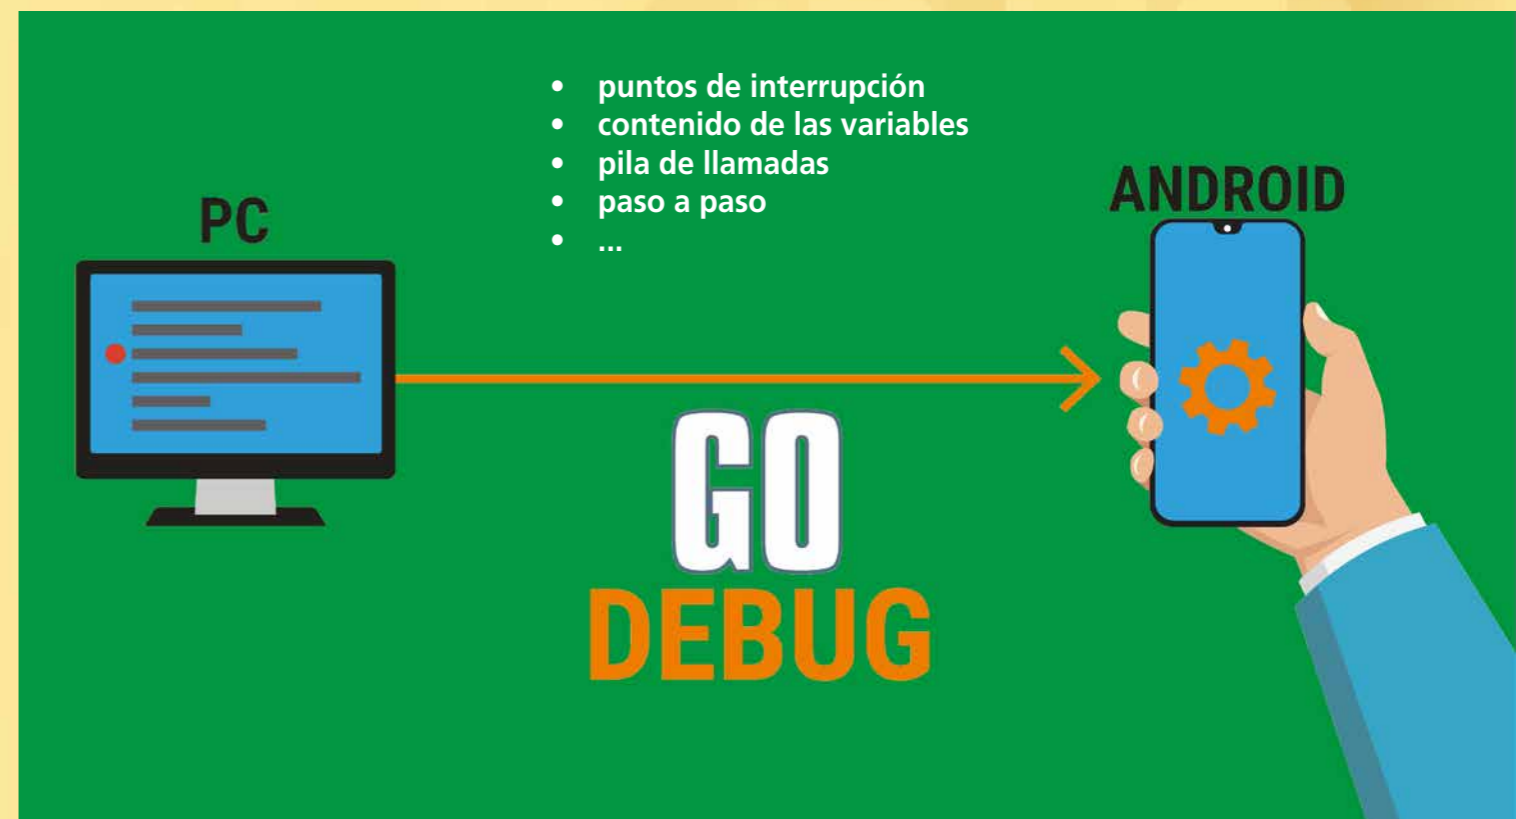 • puntos de interrupción
• contenido de las variables
• pila de llamadas
• paso a paso
• ...
PC
ANDROID
GO
DEBUG